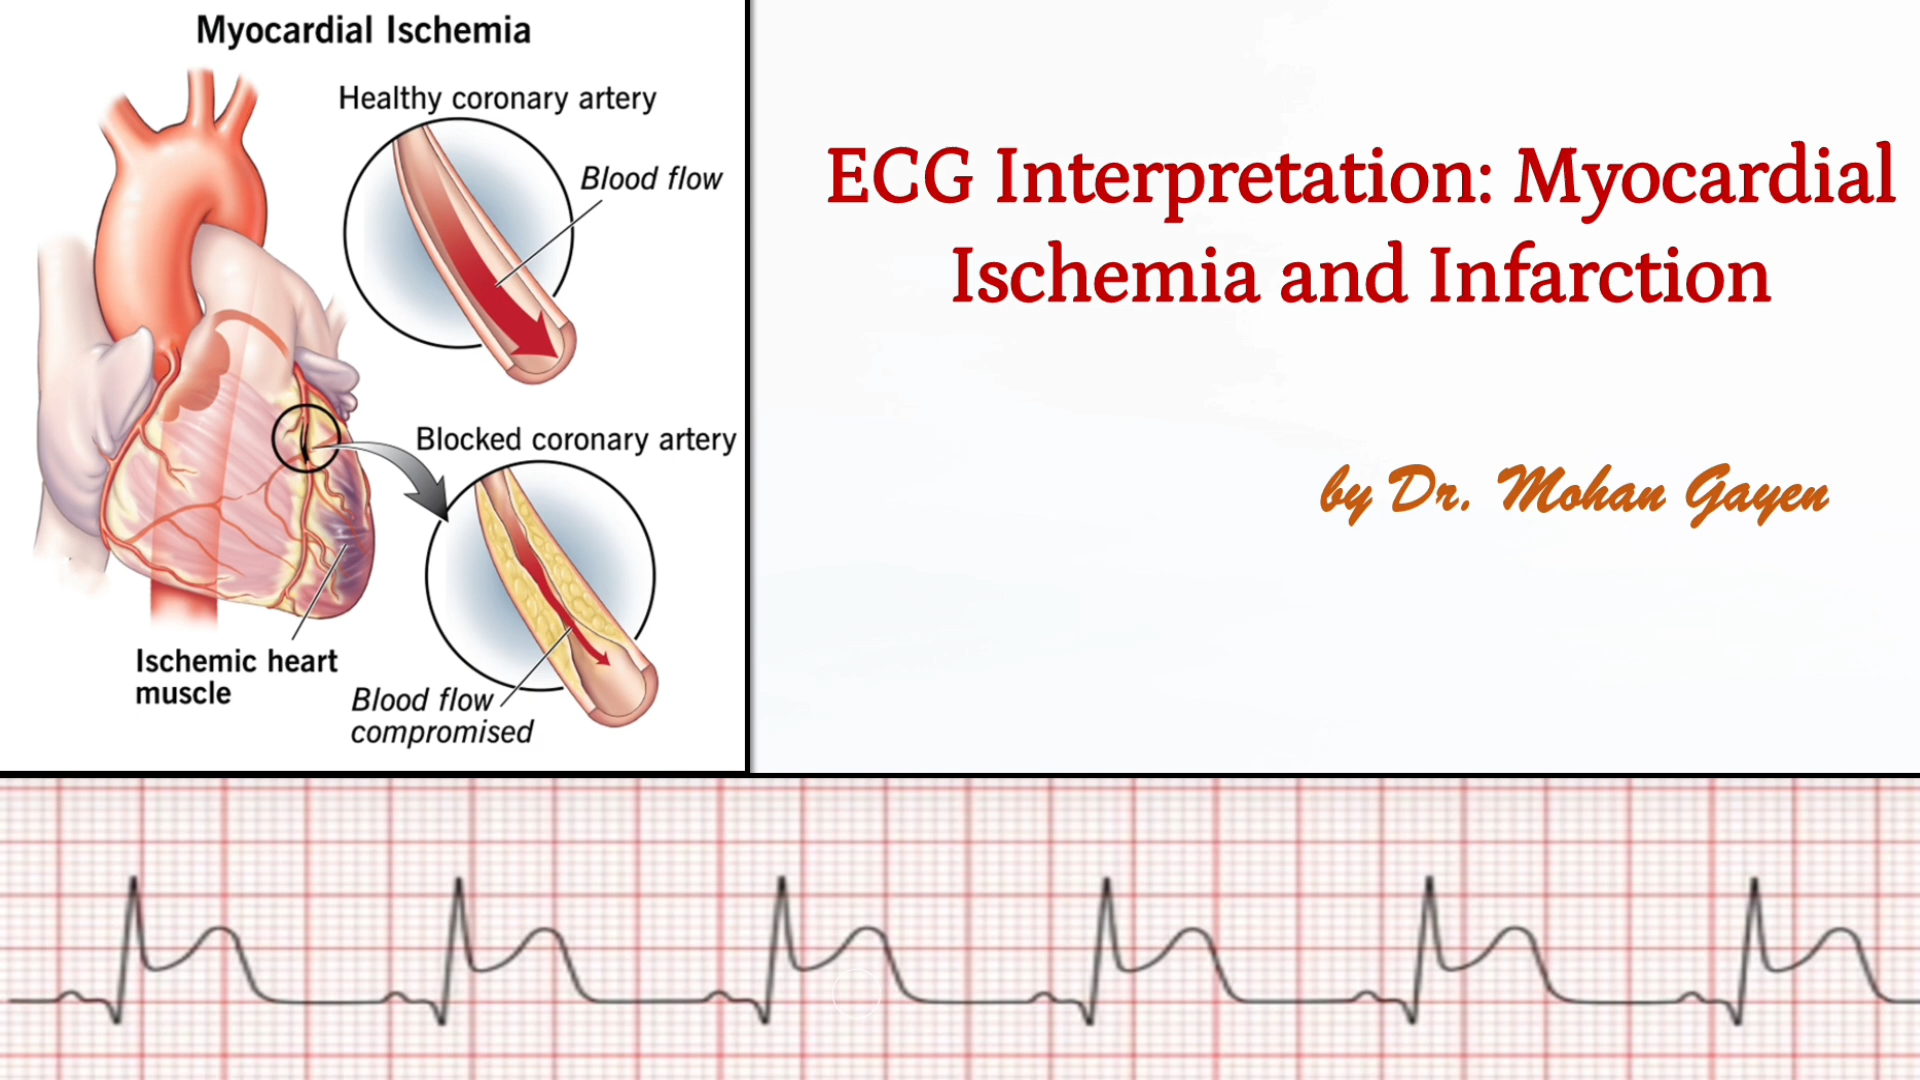 Myocardial Ischemia
Healthy coronary artery
Blood flow
Blocked coronary artery
Ischemic heart
muscle
Blood flow
compromised
ECG Interpretation: Myocardial
Ischemia and Infarction
by Dr. Mohan Gayen